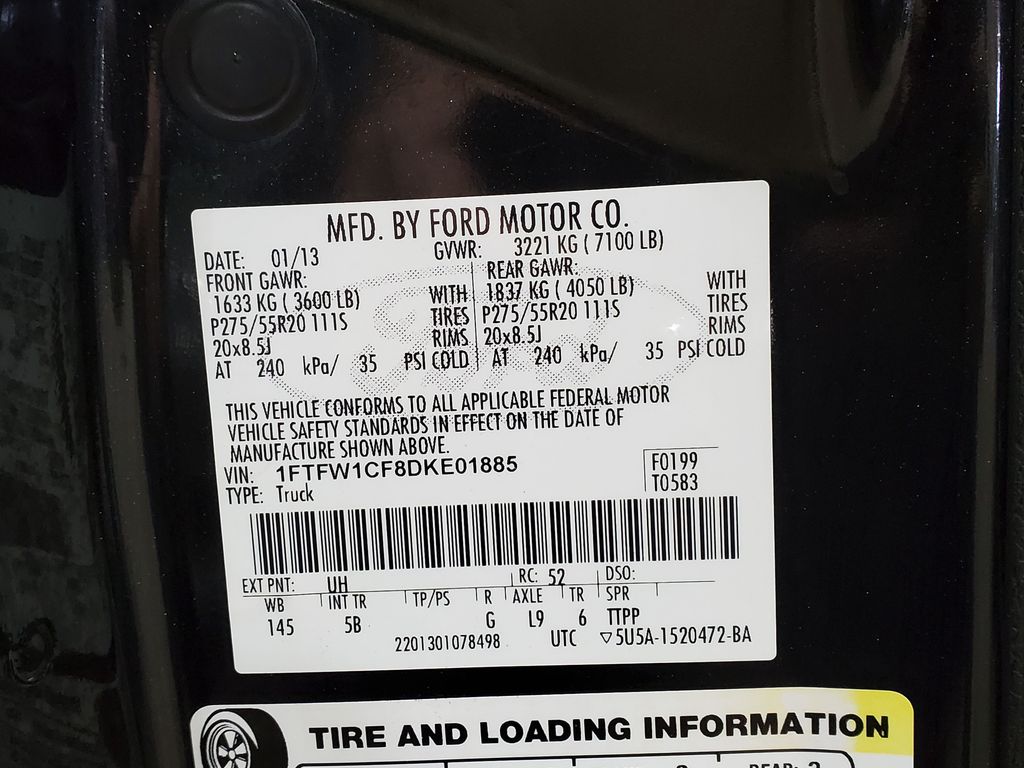 MFD. BY FORD MOTOR CO.
DATE: 01/13 GVWR: 3221 KG ( 7100 LB)
FRONT GAWR: REAR GAWR:
1633 KG ( 3600 LB) WITH 1837 KG ( 4050 LB) WITH
P275/55R20 111S TIRES P275/55R20 111S TIRES
20x8.5J RIMS 20x8.5J RIMS
AT 240 kPa/ 35 PSI COLD AT 240 kPa/ 35 PSI COLD
THIS VEHICLE CONFORMS TO ALL APPLICABLE FEDERAL MOTOR
VEHICLE SAFETY STANDARDS IN EFFECT ON THE DATE OF
MANUFACTURE SHOWN ABOVE.
VIN: 1FTFW1CF8DKE01885 F0199
TYPE: Truck T0583
EXT PNT: UH RC: 52 DSO:
WB INT TR TP/PS R AXLE TR SPR
145 5B G L9 6 TTPP
2201301078498 UTC ▽5U5A-1520472-BA
TIRE AND LOADING INFORMATION